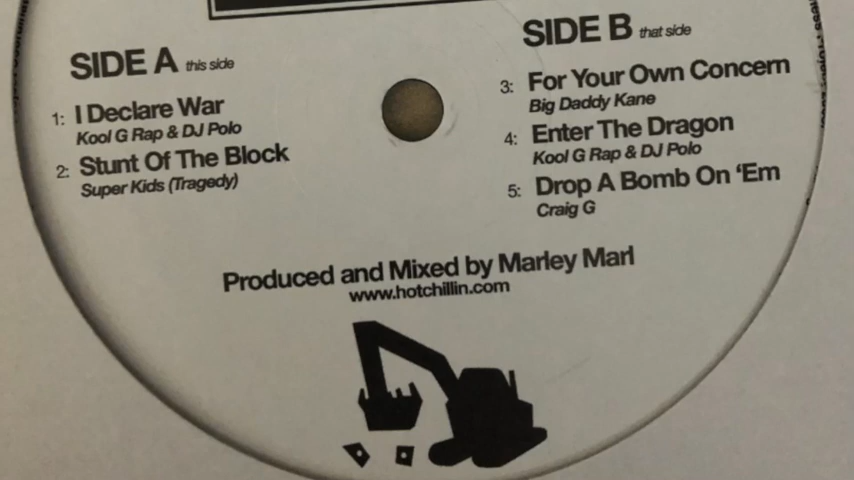 SIDE A this side
1: I Declare War
Kool G Rap & DJ Polo
2: Stunt Of The Block
Super Kids (Tragedy)
SIDE B that side
3: For Your Own Concern
Big Daddy Kane
4: Enter The Dragon
Kool G Rap & DJ Polo
5: Drop A Bomb On ‘Em
Craig G
Produced and Mixed by Marley Marl
www.hotchillin.com